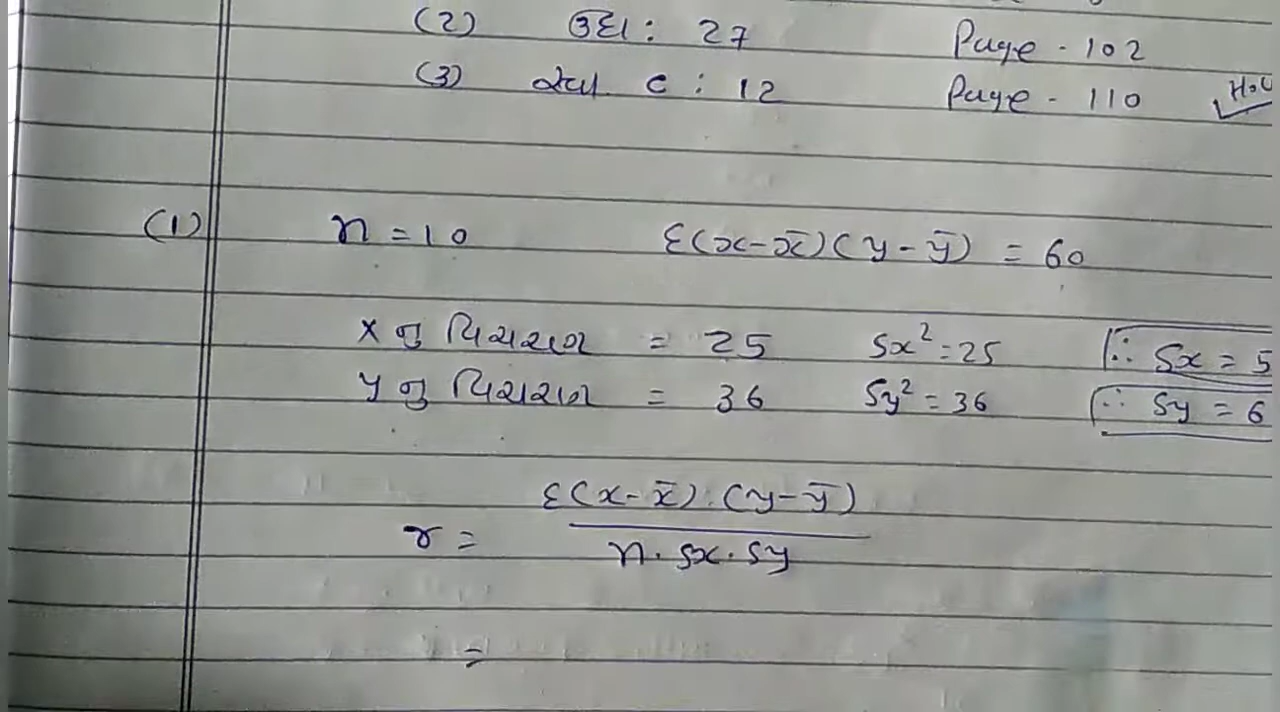 (2) ઉદા : 27 Page - 102
(3) સ્વા. C : 12 Page - 110
(1) n = 10 Σ(x-x̄)(y-ȳ) = 60
x નુ વિચરણ = 25 Sx² = 25 ∴ Sx = 5
y નુ વિચરણ = 36 Sy² = 36 ∴ Sy = 6
Σ(x-x̄).(y-ȳ)
r =
n. Sx. Sy
=